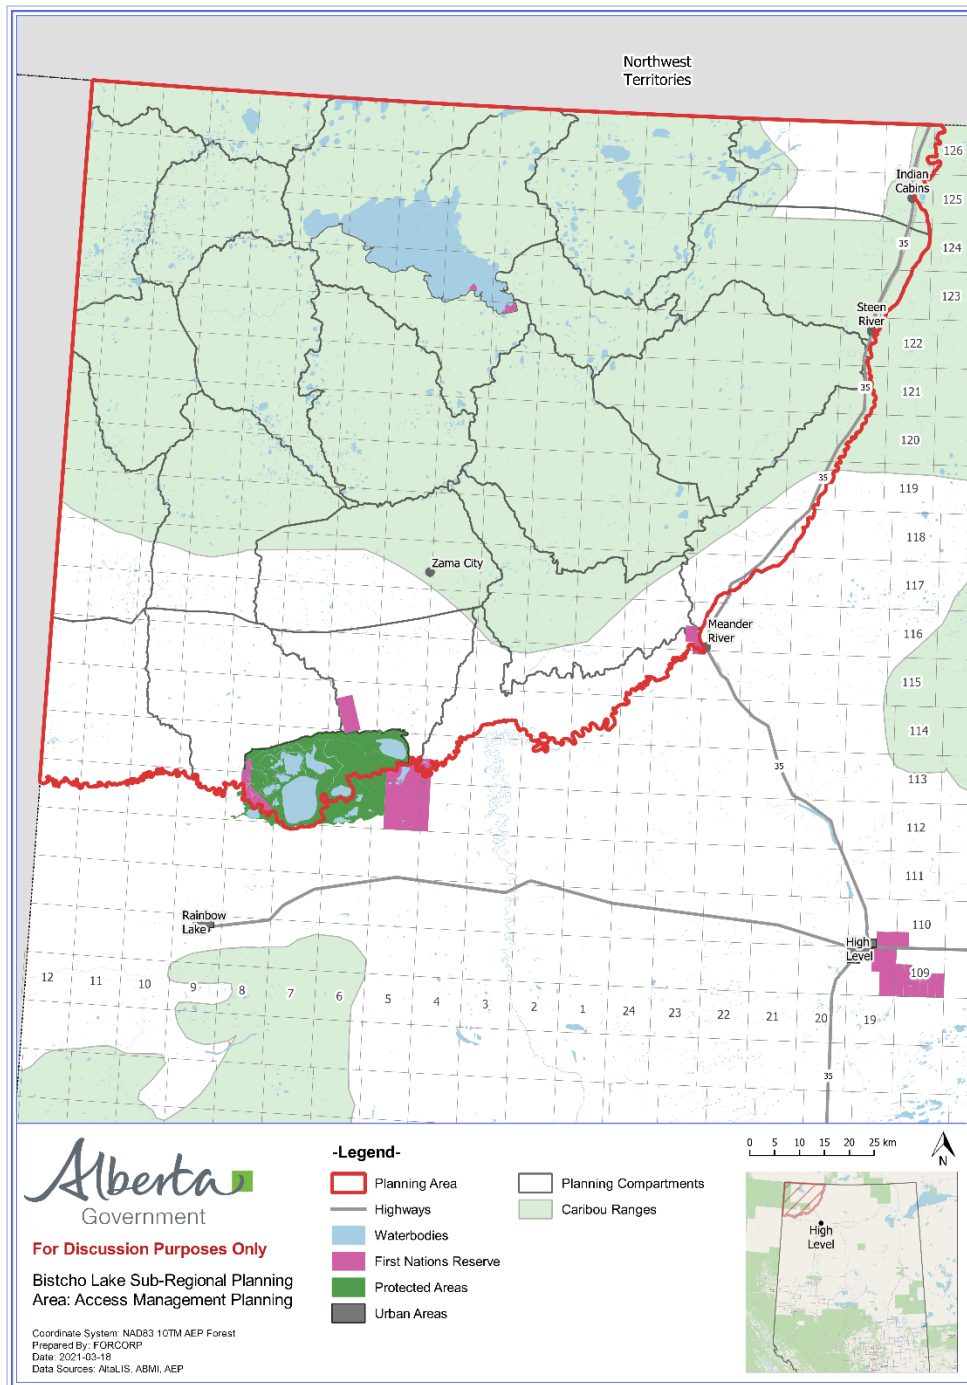 Northwest
Territories
126
Indian
Cabins
125
35
124
123
Steen
River
122
35
121
120
35
119
118
Zama City
117
Meander
River
116
115
114
35
113
112
111
Rainbow
Lake
110
High
Level
109
12
11
10
9
8
7
6
5
4
3
2
1
24
23
22
21
20
19
35
Alberta
Government
For Discussion Purposes Only
Bistcho Lake Sub-Regional Planning
Area: Access Management Planning
Coordinate System: NAD83 10TM AEP Forest
Prepared By: FORCORP
Date: 2021-03-18
Data Sources: AltaLIS, ABMI, AEP
-Legend-
Planning Area
Highways
Waterbodies
First Nations Reserve
Protected Areas
Urban Areas
Planning Compartments
Caribou Ranges
0 5 10 15 20 25 km
N
High
Level